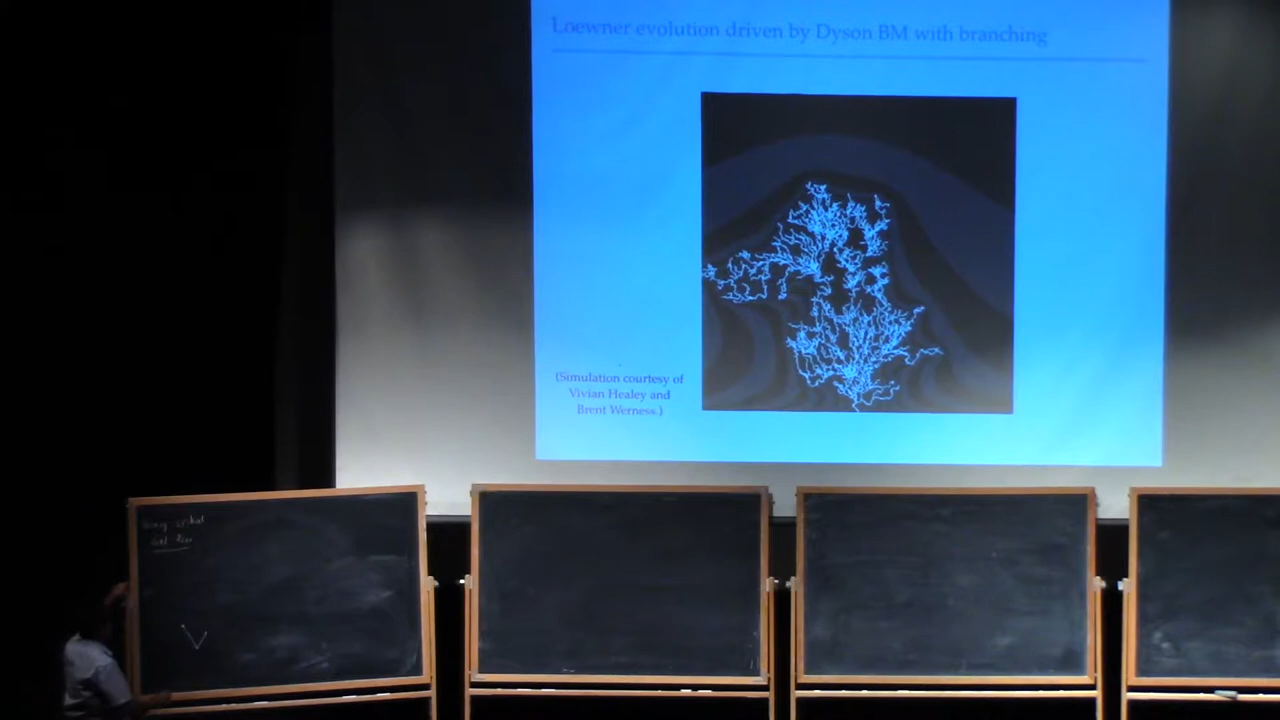 Loewner evolution driven by Dyson BM with branching
(Simulation courtesy of
Vivian Healey and
Brent Werness.)